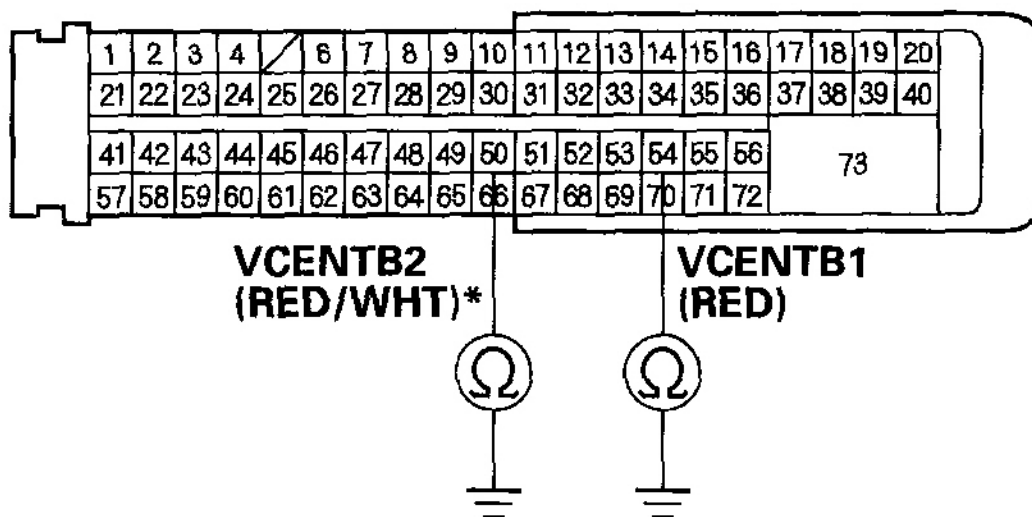 1 2 3 4 6 7 8 9 10 11 12 13 14 15 16 17 18 19 20
21 22 23 24 25 26 27 28 29 30 31 32 33 34 35 36 37 38 39 40
41 42 43 44 45 46 47 48 49 50 51 52 53 54 55 56 73
57 58 59 60 61 62 63 64 65 66 67 68 69 70 71 72
VCENTB2 VCENTB1
(RED/WHT)* (RED)
Ω Ω